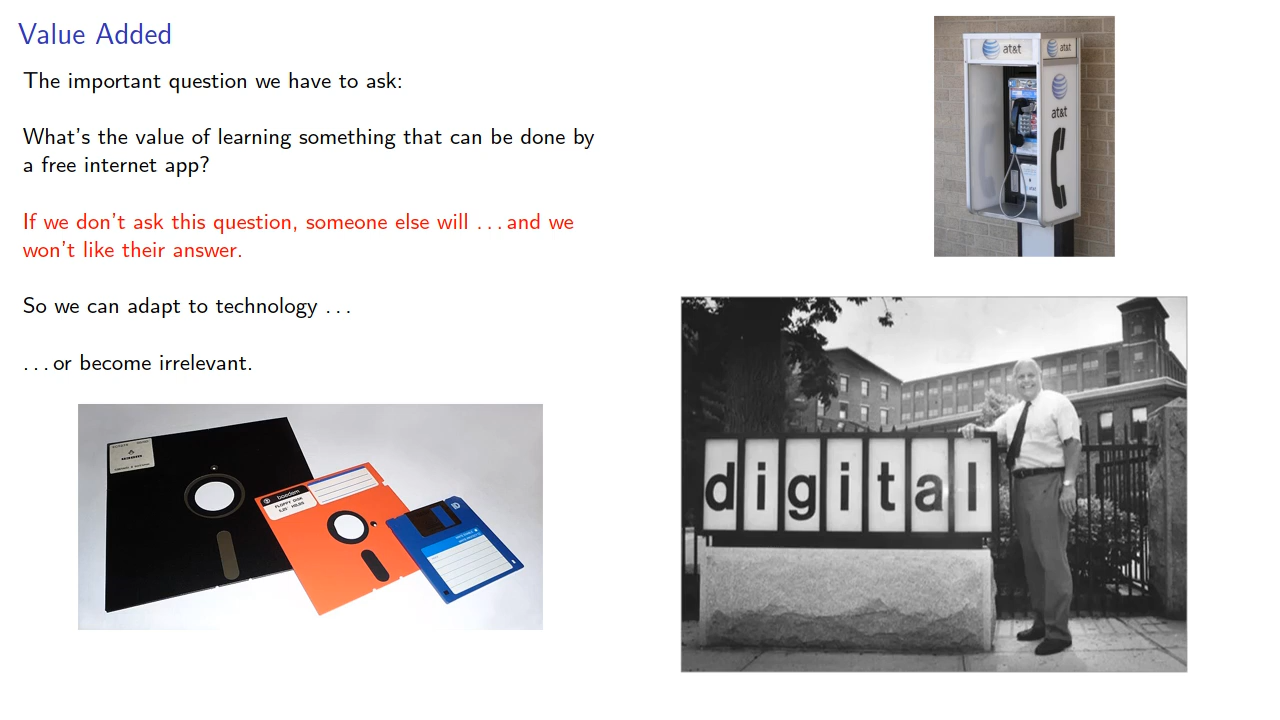 Value Added
The important question we have to ask:
What's the value of learning something that can be done by
a free internet app?
If we don't ask this question, someone else will ... and we
won't like their answer.
So we can adapt to technology ...
... or become irrelevant.
at&t
at&t
at&t
FLOPPY DISK
digital